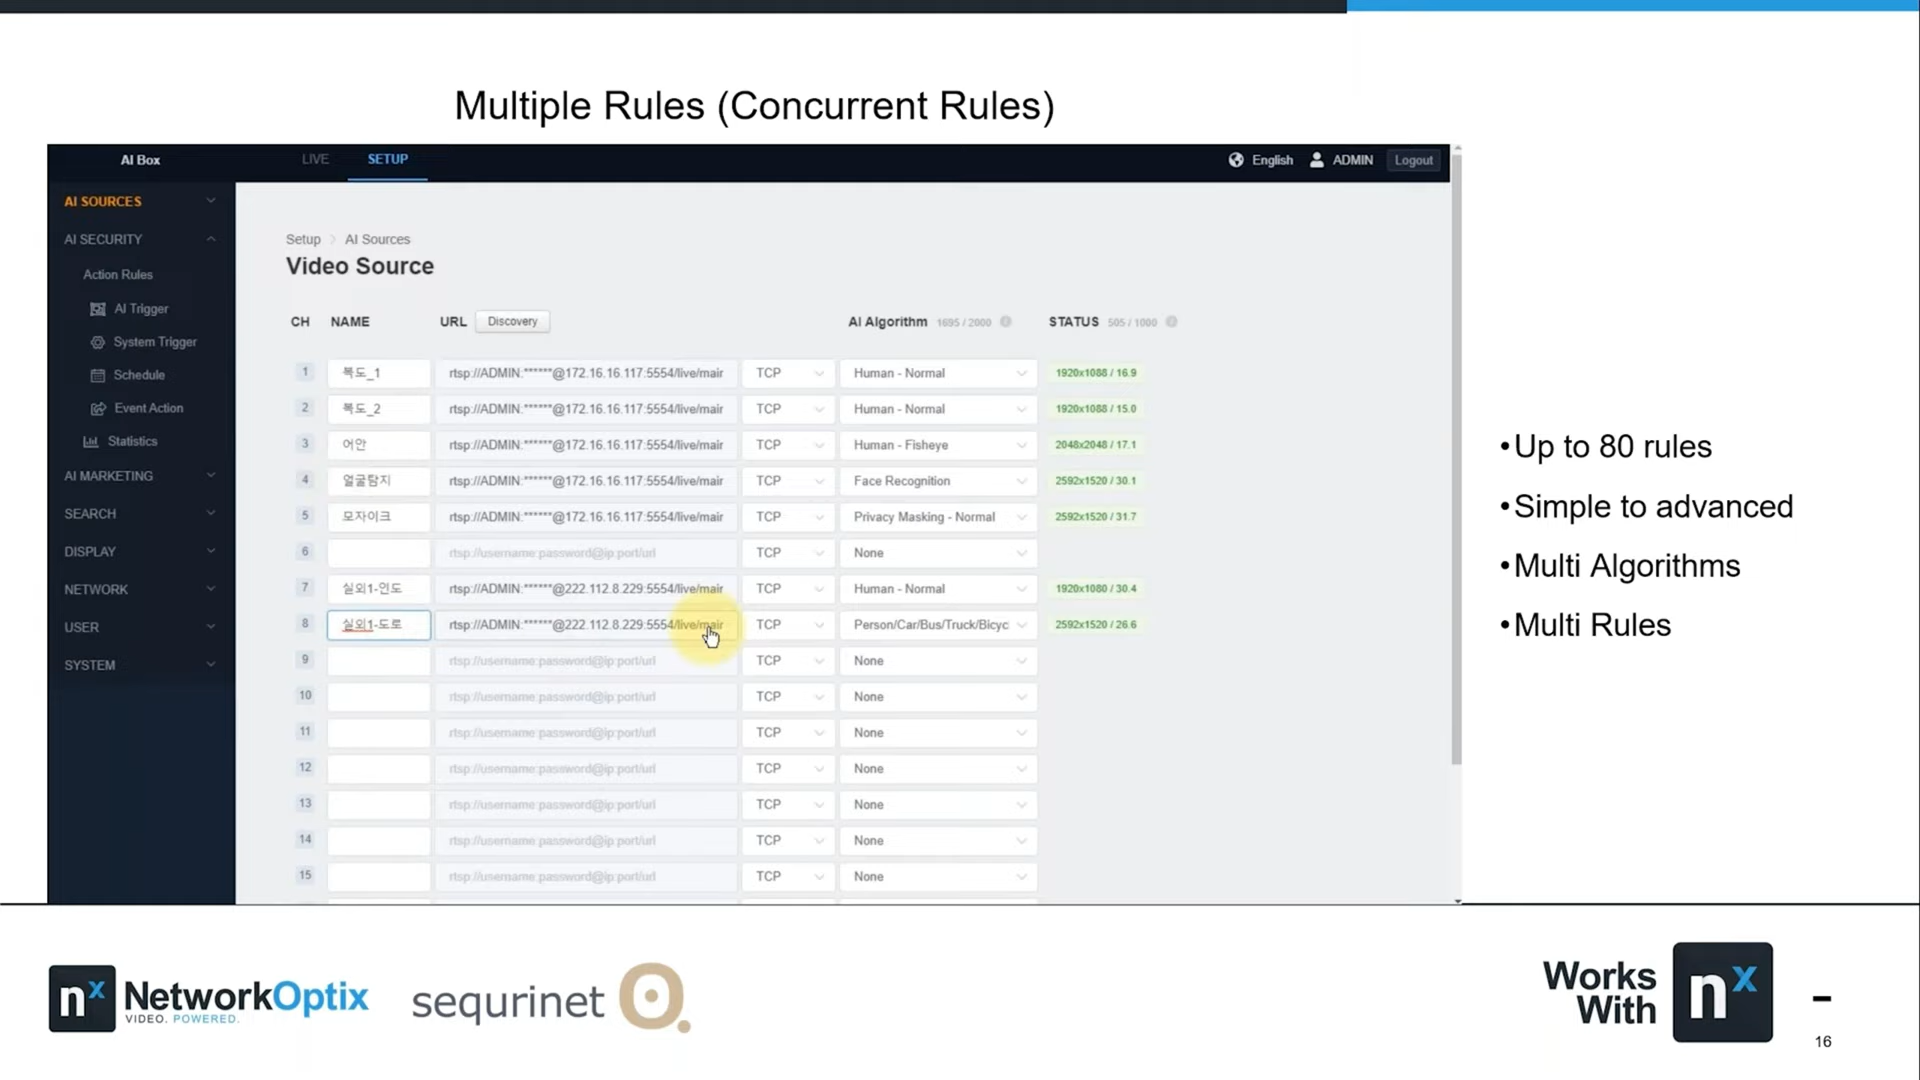 Multiple Rules (Concurrent Rules)
AI Box LIVE SETUP English ADMIN Logout
AI SOURCES
AI SECURITY
Action Rules
AI Trigger
System Trigger
Schedule
Event Action
Statistics
AI MARKETING
SEARCH
DISPLAY
NETWORK
USER
SYSTEM
Setup > AI Sources
Video Source
CH NAME URL Discovery AI Algorithm 1695 / 2000 STATUS 505 / 1000
1 복도_1 rtsp://ADMIN:******@172.16.16.117:5554/live/mair TCP Human - Normal 1920x1088 / 16.9
2 복도_2 rtsp://ADMIN:******@172.16.16.117:5554/live/mair TCP Human - Normal 1920x1088 / 15.0
3 어안 rtsp://ADMIN:******@172.16.16.117:5554/live/mair TCP Human - Fisheye 2048x2048 / 17.1
4 얼굴탐지 rtsp://ADMIN:******@172.16.16.117:5554/live/mair TCP Face Recognition 2592x1520 / 30.1
5 모자이크 rtsp://ADMIN:******@172.16.16.117:5554/live/mair TCP Privacy Masking - Normal 2592x1520 / 31.7
6 rtsp://username:password@ip:port/url TCP None
7 실외1-인도 rtsp://ADMIN:******@222.112.8.229:5554/live/mair TCP Human - Normal 1920x1080 / 30.4
8 실외1-도로 rtsp://ADMIN:******@222.112.8.229:5554/live/mair TCP Person/Car/Bus/Truck/Bicyc 2592x1520 / 26.6
9 rtsp://username:password@ip:port/url TCP None
10 rtsp://username:password@ip:port/url TCP None
11 rtsp://username:password@ip:port/url TCP None
12 rtsp://username:password@ip:port/url TCP None
13 rtsp://username:password@ip:port/url TCP None
14 rtsp://username:password@ip:port/url TCP None
15 rtsp://username:password@ip:port/url TCP None
•Up to 80 rules
•Simple to advanced
•Multi Algorithms
•Multi Rules
nx NetworkOptix
VIDEO. POWERED.
sequrinet
Works
With
nx
16